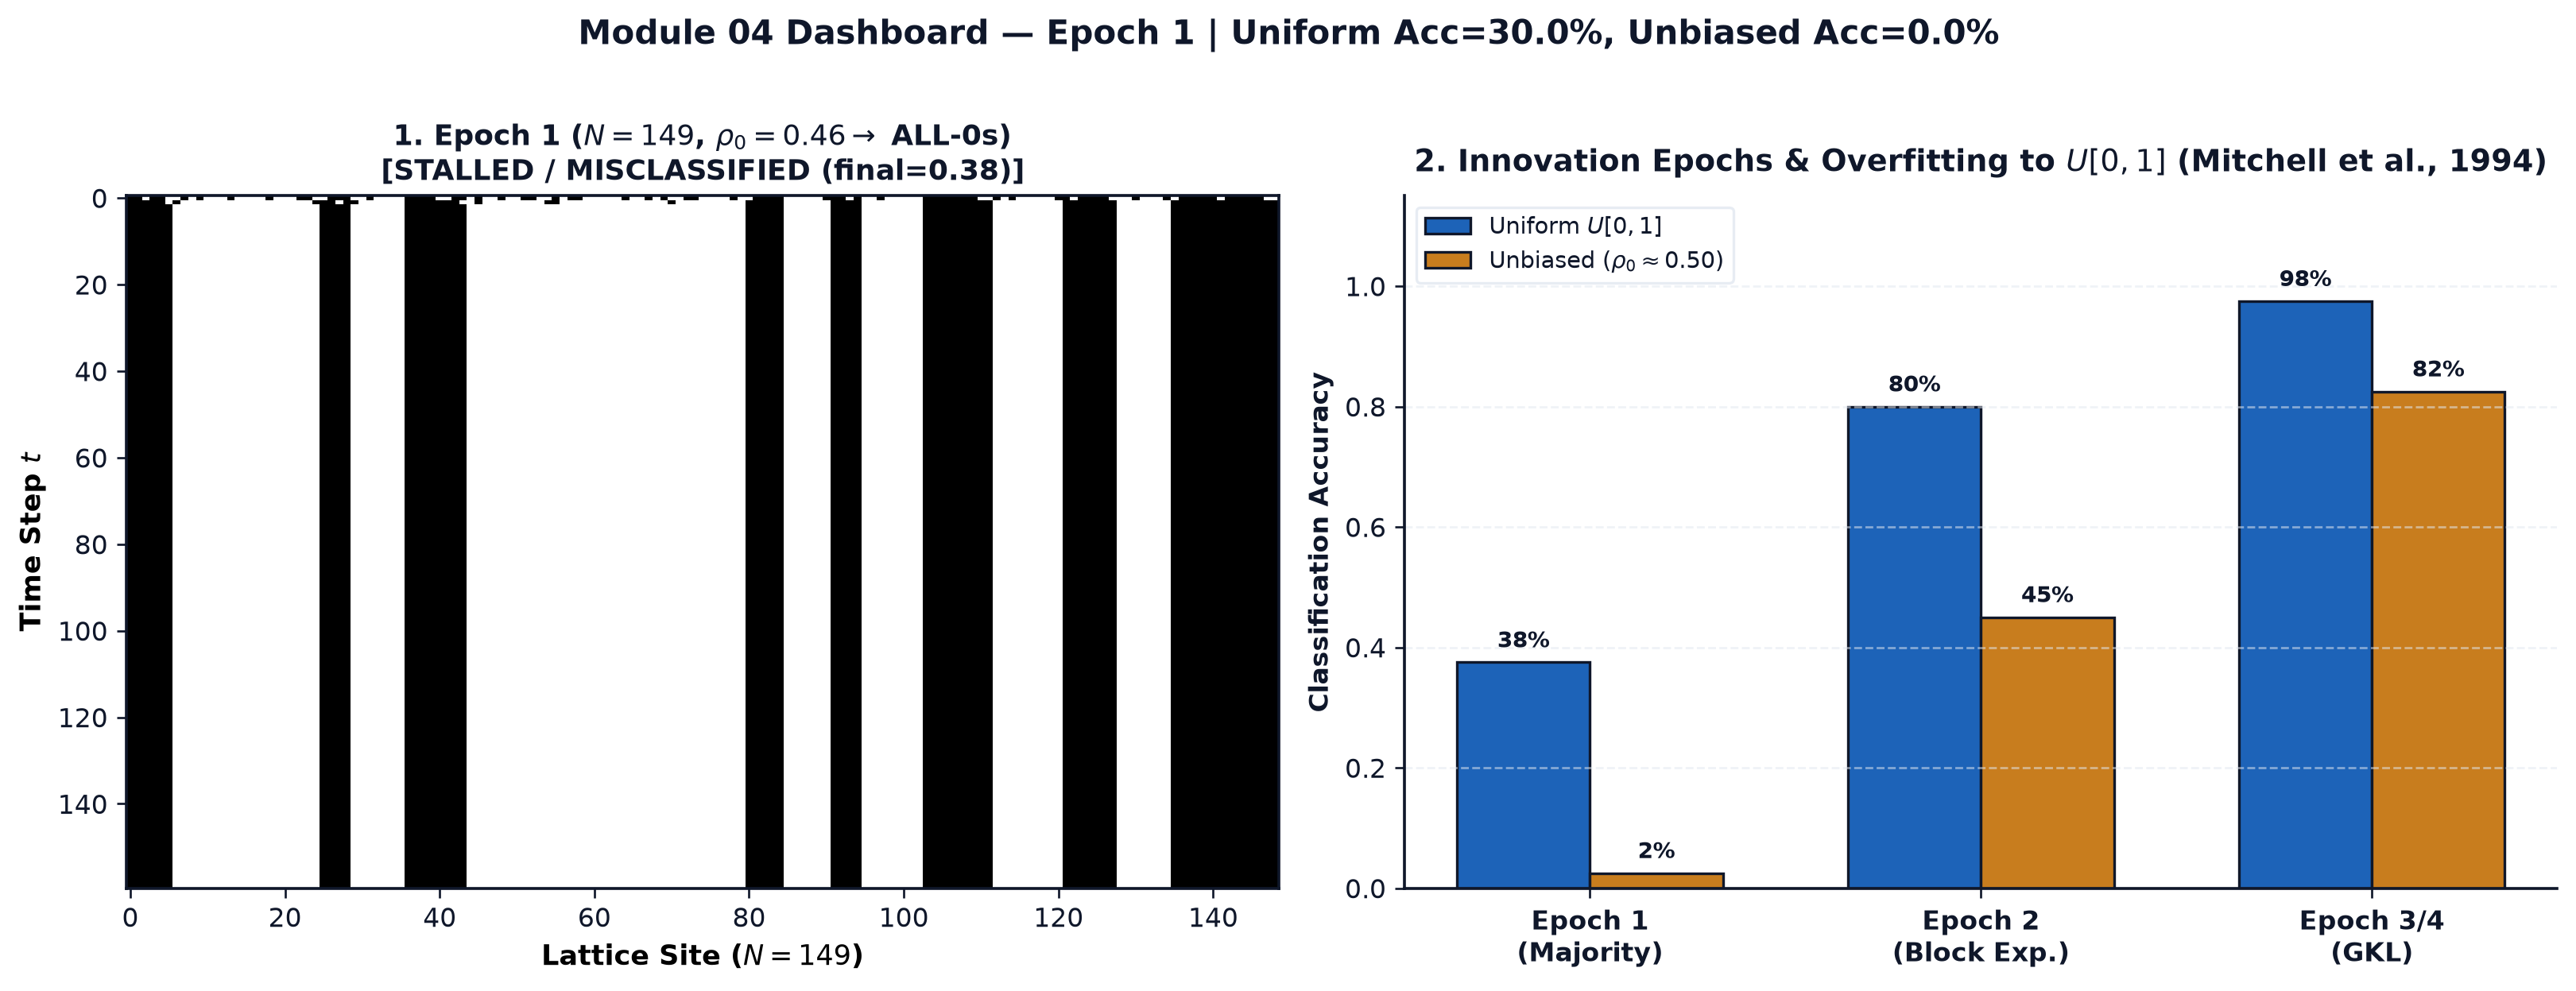 Module 04 Dashboard — Epoch 1 | Uniform Acc=30.0%, Unbiased Acc=0.0%
1. Epoch 1 (N = 149, ρ₀ = 0.46 → ALL-0s)
[STALLED / MISCLASSIFIED (final=0.38)]
0
20
40
60
80
100
120
140
Time Step t
0 20 40 60 80 100 120 140
Lattice Site (N = 149)
2. Innovation Epochs & Overfitting to U[0, 1] (Mitchell et al., 1994)
Uniform U[0, 1]
Unbiased (ρ₀ ≈ 0.50)
1.0
0.8
0.6
0.4
0.2
0.0
Classification Accuracy
38%
2%
80%
45%
98%
82%
Epoch 1
(Majority)
Epoch 2
(Block Exp.)
Epoch 3/4
(GKL)